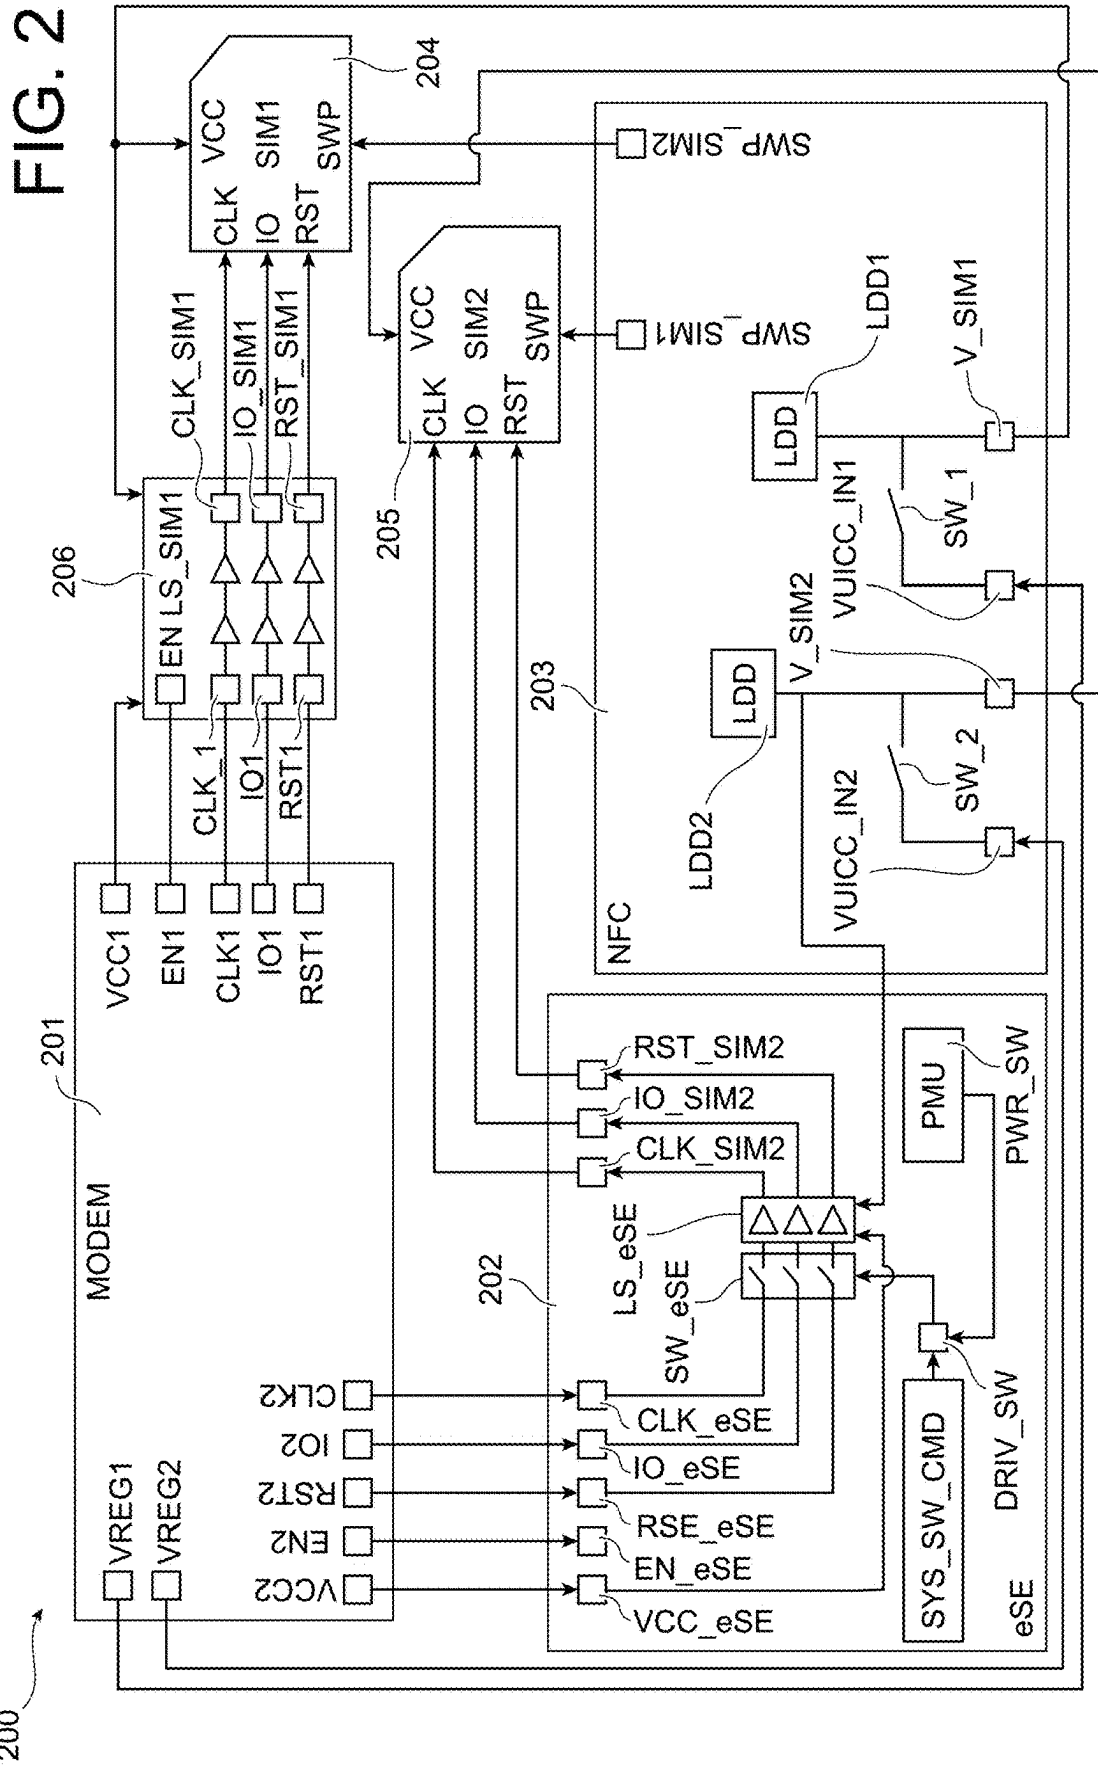 FIG. 2
200
201
MODEM
VREG1
VREG2
VCC1
EN1
CLK1
IO1
RST1
CLK2
IO2
RST2
EN2
VCC2
206
EN LS_SIM1
CLK_1
IO1
RST1
CLK_SIM1
IO_SIM1
RST_SIM1
204
VCC
CLK
SIM1
IO
SWP
RST
205
VCC
CLK
SIM2
IO
SWP
RST
202
eSE
CLK_eSE
IO_eSE
RSE_eSE
EN_eSE
VCC_eSE
SW_eSE
LS_eSE
CLK_SIM2
IO_SIM2
RST_SIM2
SYS_SW_CMD
DRIV_SW
PMU
PWR_SW
203
NFC
SWP_SIM2
SWP_SIM1
LDD
LDD1
V_SIM1
SW_1
VUICC_IN1
LDD
LDD2
V_SIM2
SW_2
VUICC_IN2